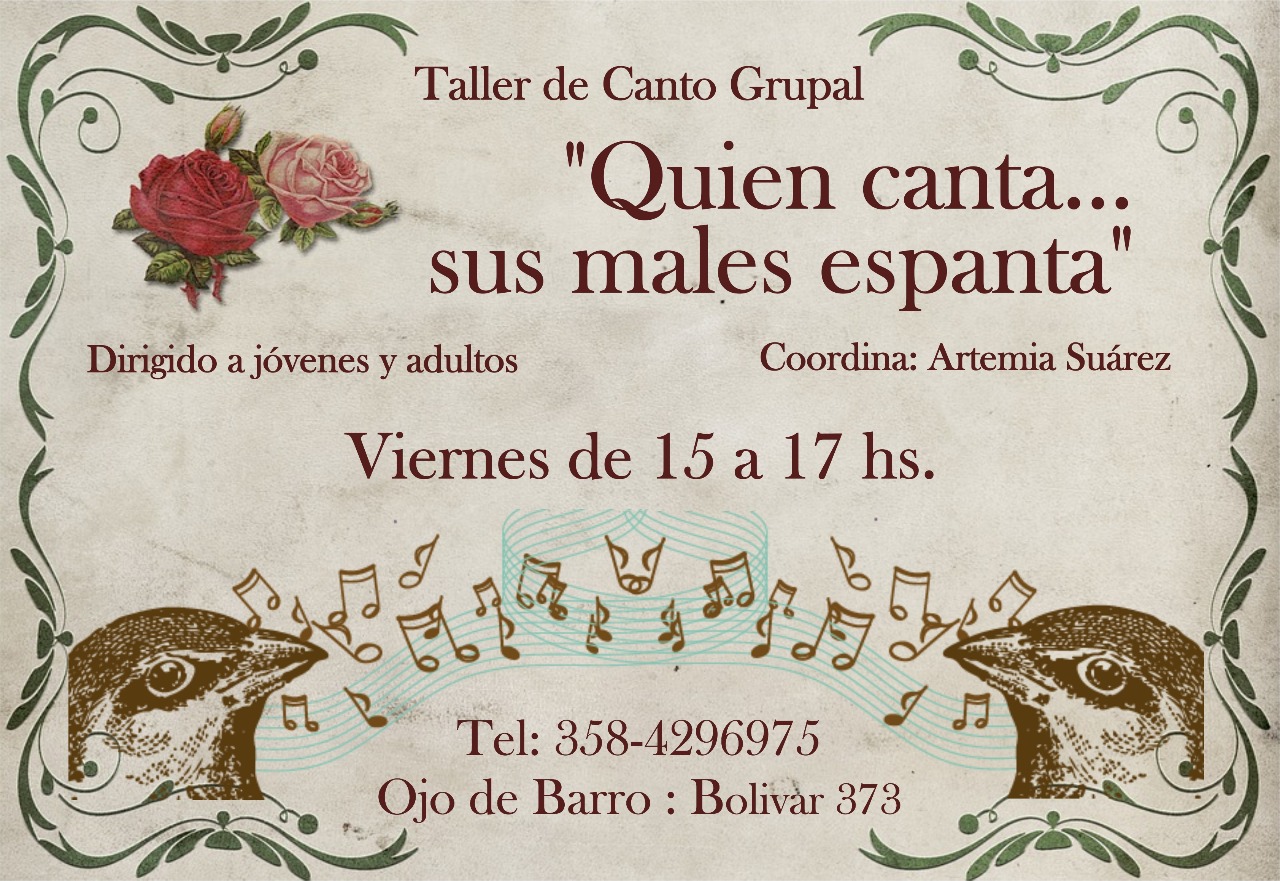 Taller de Canto Grupal
"Quien canta...
sus males espanta"
Dirigido a jóvenes y adultos
Coordina: Artemia Suárez
Viernes de 15 a 17 hs.
Tel: 358-4296975
Ojo de Barro : Bolivar 373